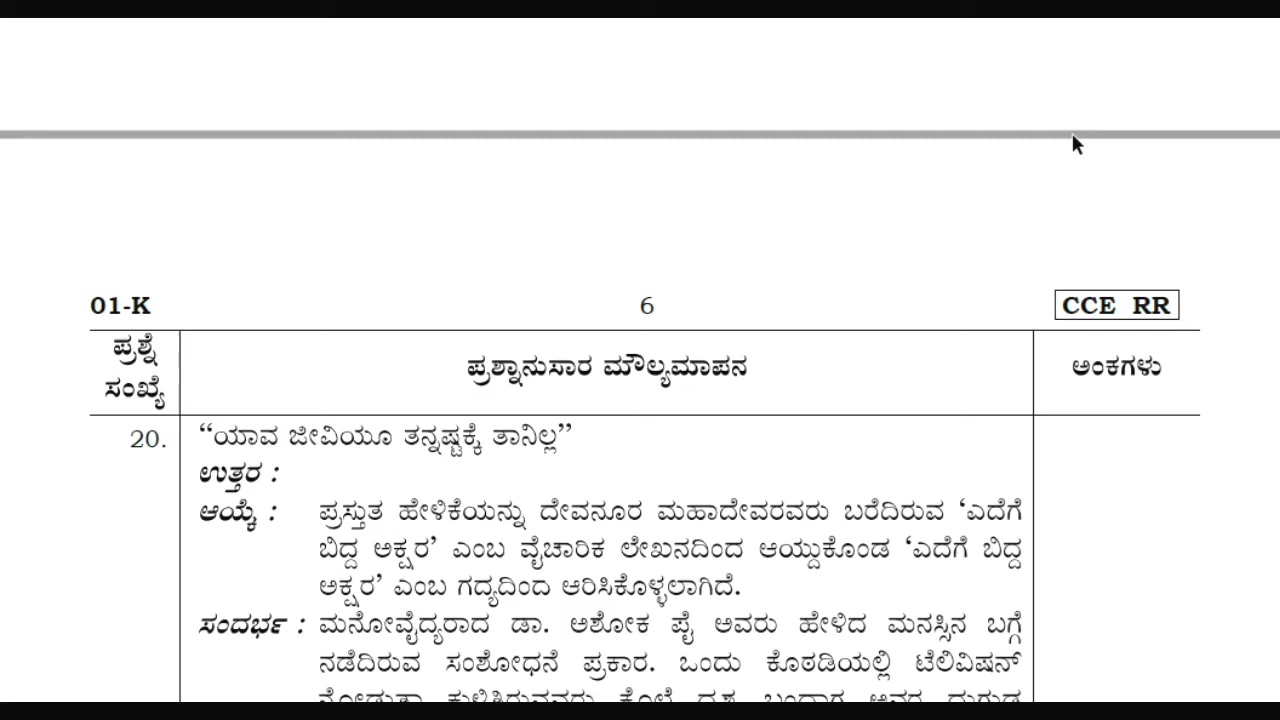 01-K 6 CCE RR
ಪ್ರಶ್ನೆ ಸಂಖ್ಯೆ ಪ್ರಶ್ನಾನುಸಾರ ಮೌಲ್ಯಮಾಪನ ಅಂಕಗಳು
20. “ಯಾವ ಜೀವಿಯೂ ತನ್ನಷ್ಟಕ್ಕೆ ತಾನಿಲ್ಲ”
ಉತ್ತರ :
ಆಯ್ಕೆ : ಪ್ರಸ್ತುತ ಹೇಳಿಕೆಯನ್ನು ದೇವನೂರ ಮಹಾದೇವರವರು ಬರೆದಿರುವ ‘ಎದೆಗೆ
ಬಿದ್ದ ಅಕ್ಷರ’ ಎಂಬ ವೈಚಾರಿಕ ಲೇಖನದಿಂದ ಆಯ್ದುಕೊಂಡ ‘ಎದೆಗೆ ಬಿದ್ದ
ಅಕ್ಷರ’ ಎಂಬ ಗದ್ಯದಿಂದ ಆರಿಸಿಕೊಳ್ಳಲಾಗಿದೆ.
ಸಂದರ್ಭ : ಮನೋವೈದ್ಯರಾದ ಡಾ. ಅಶೋಕ ಪೈ ಅವರು ಹೇಳಿದ ಮನಸ್ಸಿನ ಬಗ್ಗೆ
ನಡೆದಿರುವ ಸಂಶೋಧನೆ ಪ್ರಕಾರ. ಒಂದು ಕೊಠಡಿಯಲ್ಲಿ ಟೆಲಿವಿಷನ್